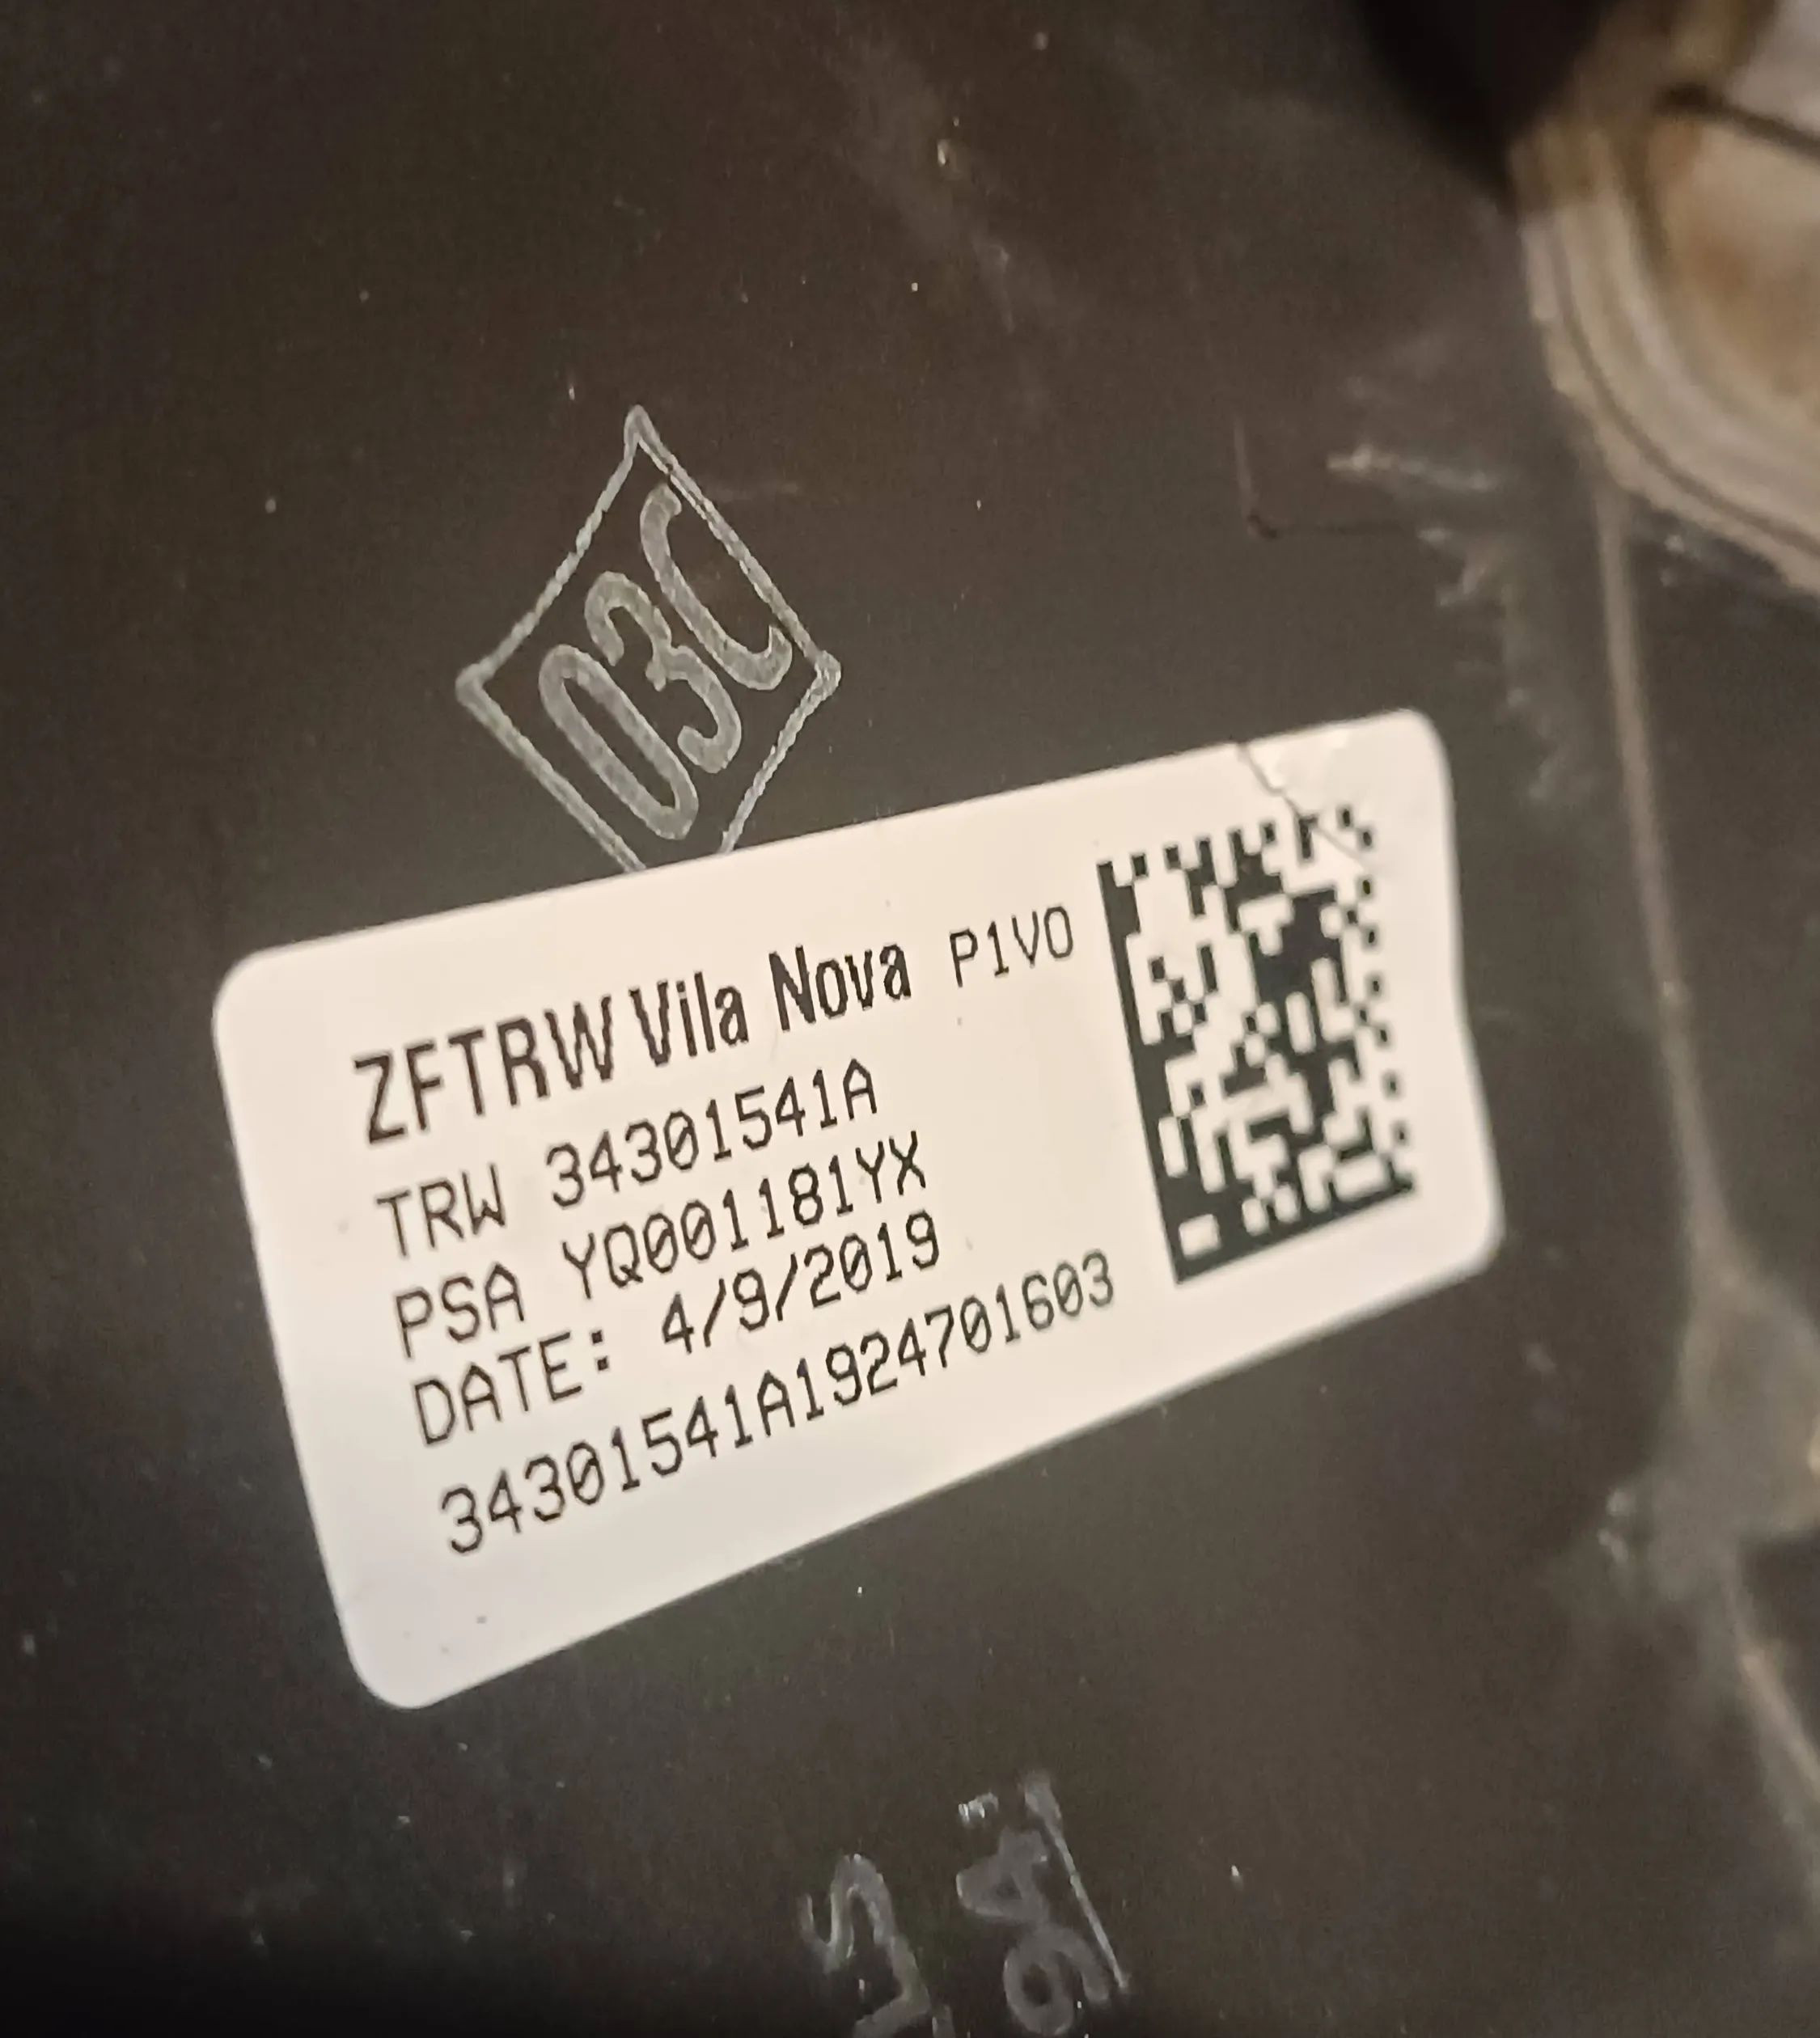 03C
ZFTRW Vila Nova P1V0
TRW 34301541A
PSA YQ001181YX
DATE: 4/9/2019
34301541A1924701603